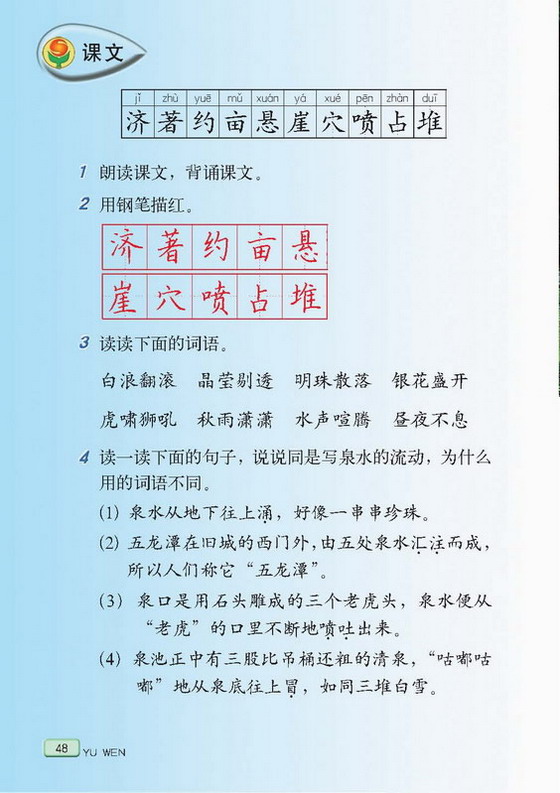 课文
jǐ zhù yuē mǔ xuán yá xué pēn zhàn duī
济 著 约 亩 悬 崖 穴 喷 占 堆
1 朗读课文，背诵课文。
2 用钢笔描红。
济 著 约 亩 悬
崖 穴 喷 占 堆
3 读读下面的词语。
白浪翻滚 晶莹剔透 明珠散落 银花盛开
虎啸狮吼 秋雨潇潇 水声喧腾 昼夜不息
4 读一读下面的句子，说说同是写泉水的流动，为什么
用的词语不同。
(1) 泉水从地下往上涌，好像一串串珍珠。
(2) 五龙潭在旧城的西门外，由五处泉水汇注而成，
所以人们称它“五龙潭”。
(3) 泉口是用石头雕成的三个老虎头，泉水便从
“老虎”的口里不断地喷吐出来。
(4) 泉池正中有三股比吊桶还粗的清泉，“咕嘟咕
嘟”地从泉底往上冒，如同三堆白雪。
48 YU WEN